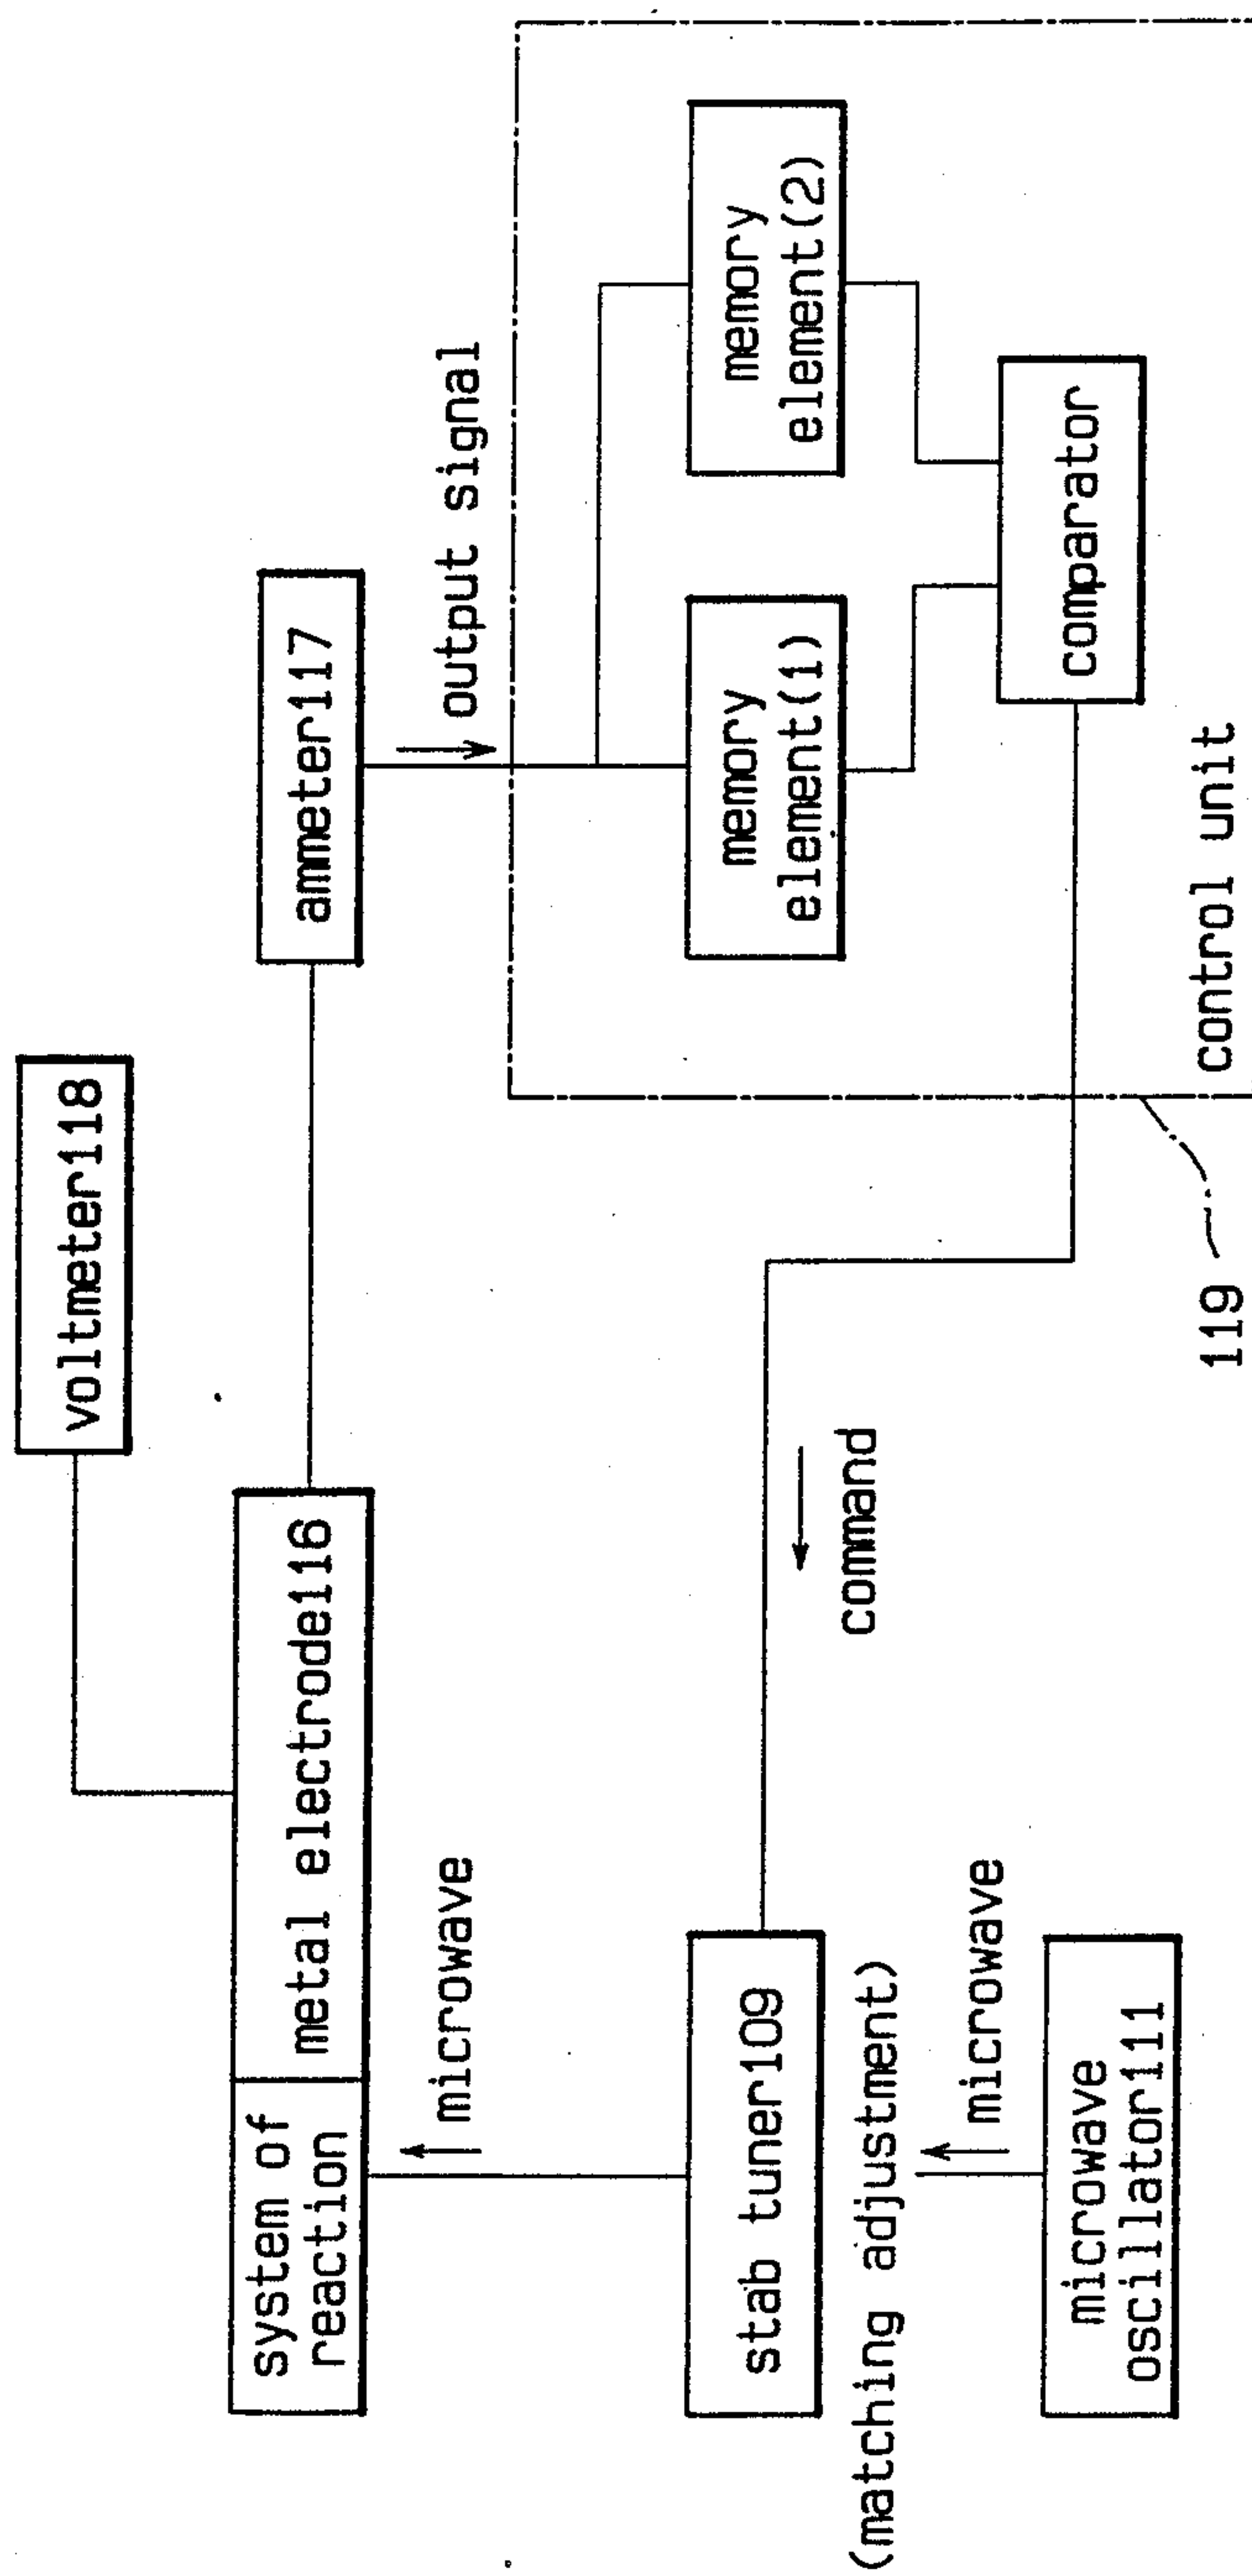 voltmeter118
system of
reaction
metal electrode116
ammeter117
microwave
output signal
stab tuner109
(matching adjustment)
command
memory
element(1)
memory
element(2)
microwave
microwave
oscillator111
comparator
119
control unit